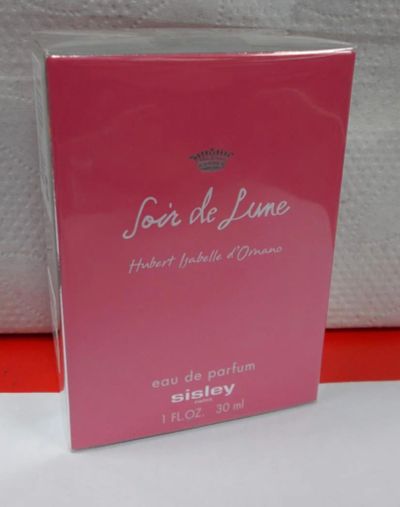 Soir de Lune
Hubert Isabelle d'Ornano
eau de parfum
sisley
PARIS
1 FL.OZ. 30 ml